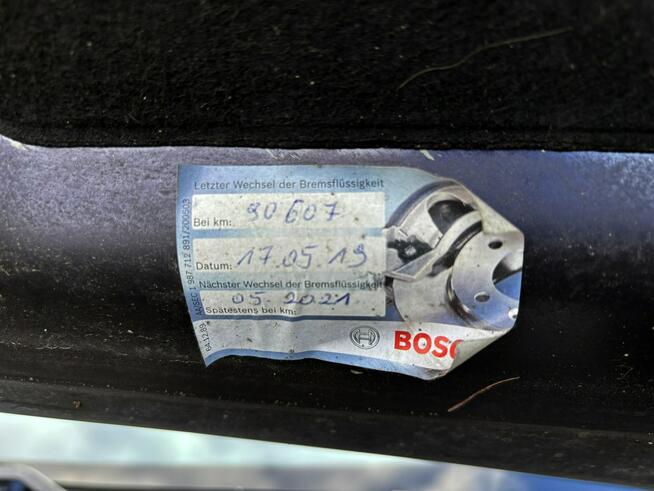 Letzter Wechsel der Bremsflüssigkeit
Bei km: 90607
Datum: 17.05.19
Nächster Wechsel der Bremsflüssigkeit
05.2021
Spätestens bei km:
BOSC